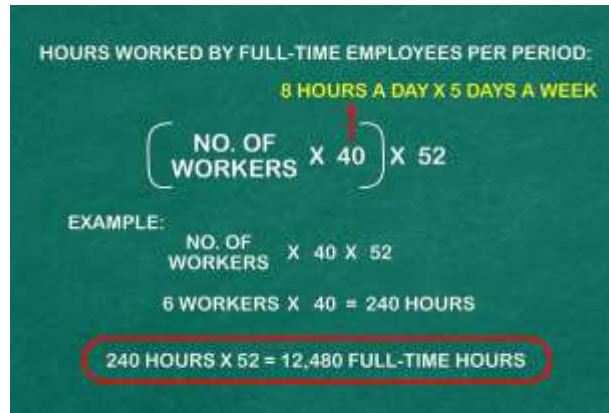 HOURS WORKED BY FULL-TIME EMPLOYEES PER PERIOD:
8 HOURS A DAY X 5 DAYS A WEEK
(NO. OF WORKERS X 40) X 52
EXAMPLE:
NO. OF WORKERS X 40 X 52
6 WORKERS X 40 = 240 HOURS
240 HOURS X 52 = 12,480 FULL-TIME HOURS